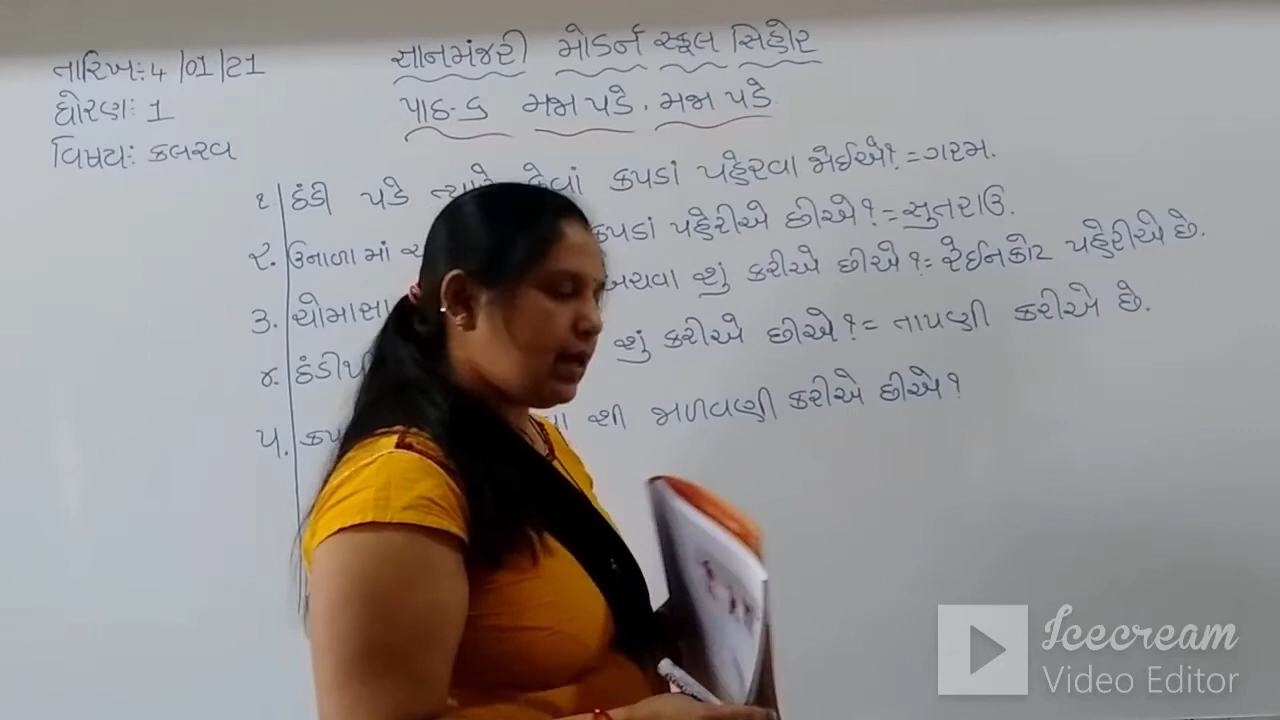 તારિખઃ 4/01/21
ધોરણઃ 1
વિષયઃ કલરવ
જ્ઞાનમંજરી મોડર્ન સ્કૂલ સિહોર
પાઠ-૬ મજા પડે, મજા પડે
૧. ઠંડી પડે ત્યારે કેવાં કપડાં પહેરવા જોઈએ? = ગરમ.
૨. ઉનાળામાં કપડાં પહેરીએ છીએ? = સુતરાઉ.
૩. ચોમાસા શું કરીએ છીએ? = રેઈનકોટ પહેરીએ છે.
૪. ઠંડી શું કરીએ છીએ? = તાપણી કરીએ છે.
૫. શી જાળવણી કરીએ છીએ?
Icecream
Video Editor